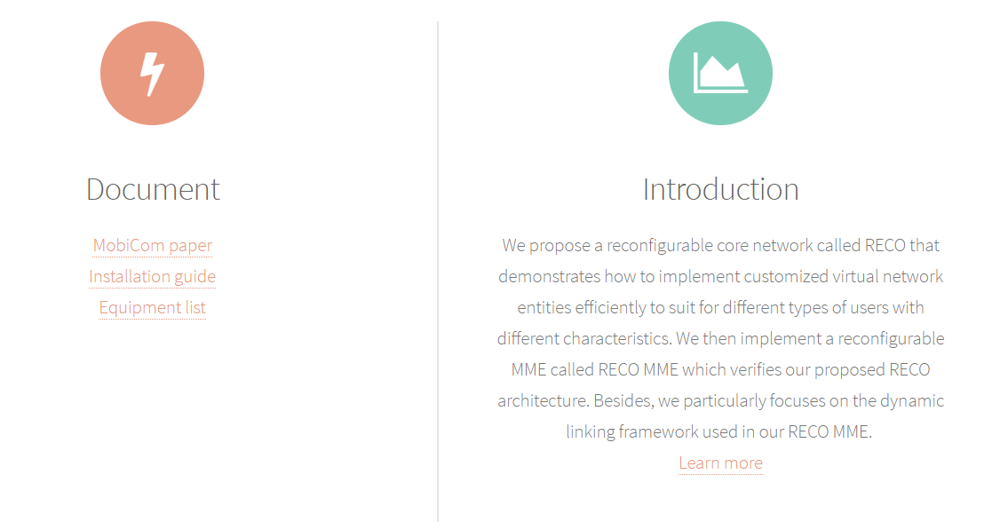 Document
MobiCom paper
Installation guide
Equipment list
Introduction
We propose a reconfigurable core network called RECO that
demonstrates how to implement customized virtual network
entities efficiently to suit for different types of users with
different characteristics. We then implement a reconfigurable
MME called RECO MME which verifies our proposed RECO
architecture. Besides, we particularly focuses on the dynamic
linking framework used in our RECO MME.
Learn more